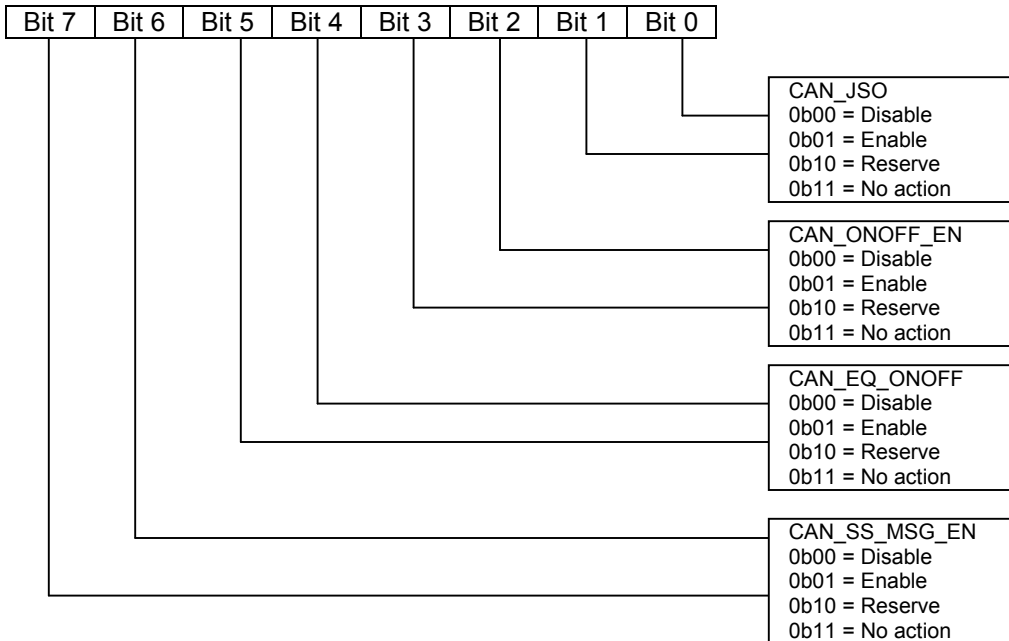 Bit 7 Bit 6 Bit 5 Bit 4 Bit 3 Bit 2 Bit 1 Bit 0
CAN_JSO
0b00 = Disable
0b01 = Enable
0b10 = Reserve
0b11 = No action
CAN_ONOFF_EN
0b00 = Disable
0b01 = Enable
0b10 = Reserve
0b11 = No action
CAN_EQ_ONOFF
0b00 = Disable
0b01 = Enable
0b10 = Reserve
0b11 = No action
CAN_SS_MSG_EN
0b00 = Disable
0b01 = Enable
0b10 = Reserve
0b11 = No action